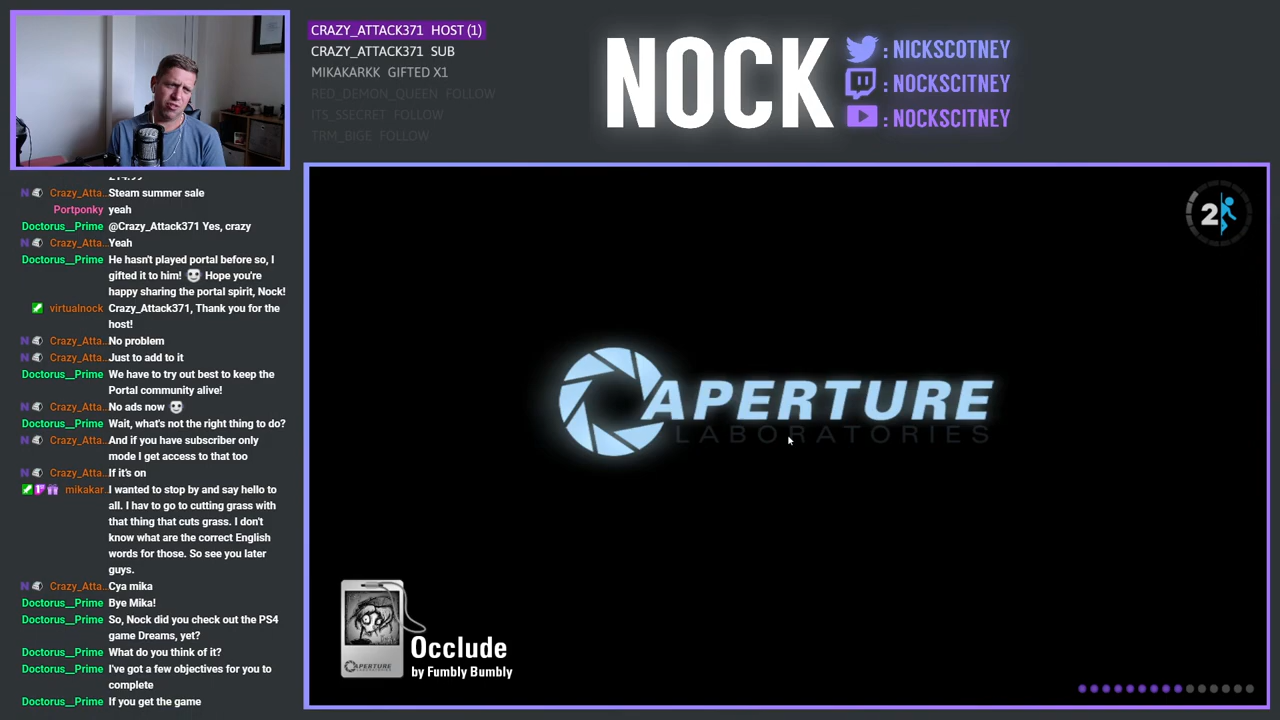 CRAZY_ATTACK371 HOST (1)
CRAZY_ATTACK371 SUB
MIKAKARKK GIFTED X1
RED_DEMON_QUEEN FOLLOW
ITS_SSECRET FOLLOW
TRM_BIGE FOLLOW
NOCK
: NICKSCOTNEY
: NOCKSCITNEY
: NOCKSCITNEY
Crazy_Atta.. Steam summer sale
Portponky yeah
Doctorus__Prime @Crazy_Attack371 Yes, crazy
Crazy_Atta.. Yeah
Doctorus__Prime He hasn't played portal before so, I
gifted it to him! Hope you're
happy sharing the portal spirit, Nock!
virtualnock Crazy_Attack371, Thank you for the
host!
Crazy_Atta.. No problem
Crazy_Atta.. Just to add to it
Doctorus__Prime We have to try out best to keep the
Portal community alive!
Crazy_Atta.. No ads now
Doctorus__Prime Wait, what's not the right thing to do?
Crazy_Atta.. And if you have subscriber only
mode I get access to that too
Crazy_Atta.. If it's on
mikakar I wanted to stop by and say hello to
all. I hav to go to cutting grass with
that thing that cuts grass. I don't
know what are the correct English
words for those. So see you later
guys.
Crazy_Atta.. Cya mika
Doctorus__Prime Bye Mika!
Doctorus__Prime So, Nock did you check out the PS4
game Dreams, yet?
Doctorus__Prime What do you think of it?
Doctorus__Prime I've got a few objectives for you to
complete
Doctorus__Prime If you get the game
2
APERTURE
LABORATORIES
APERTURE
Occlude
by Fumbly Bumbly